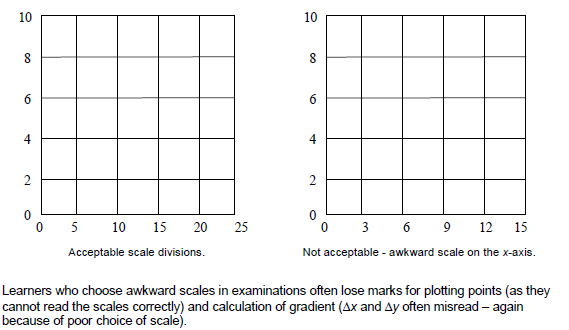 10 10
8 8
6 6
4 4
2 2
0 0
0 5 10 15 20 25 0 3 6 9 12 15
Acceptable scale divisions. Not acceptable - awkward scale on the x-axis.
Learners who choose awkward scales in examinations often lose marks for plotting points (as they
cannot read the scales correctly) and calculation of gradient (Δx and Δy often misread – again
because of poor choice of scale).